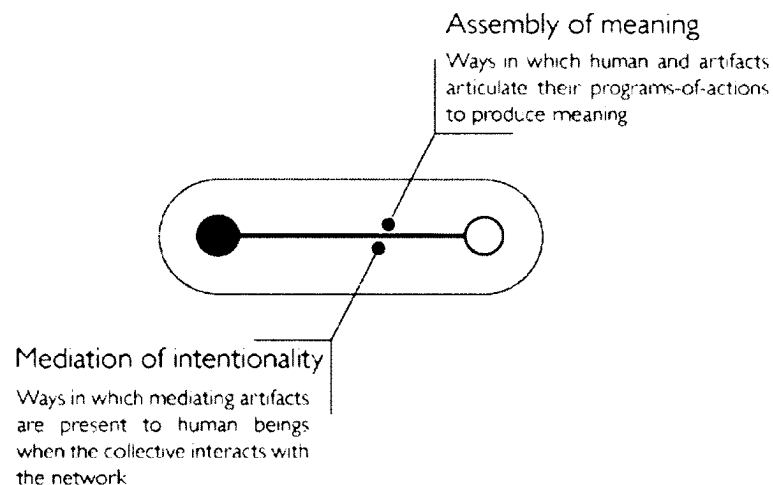 Assembly of meaning
Ways in which human and artifacts
articulate their programs-of-actions
to produce meaning
Mediation of intentionality
Ways in which mediating artifacts
are present to human beings
when the collective interacts with
the network